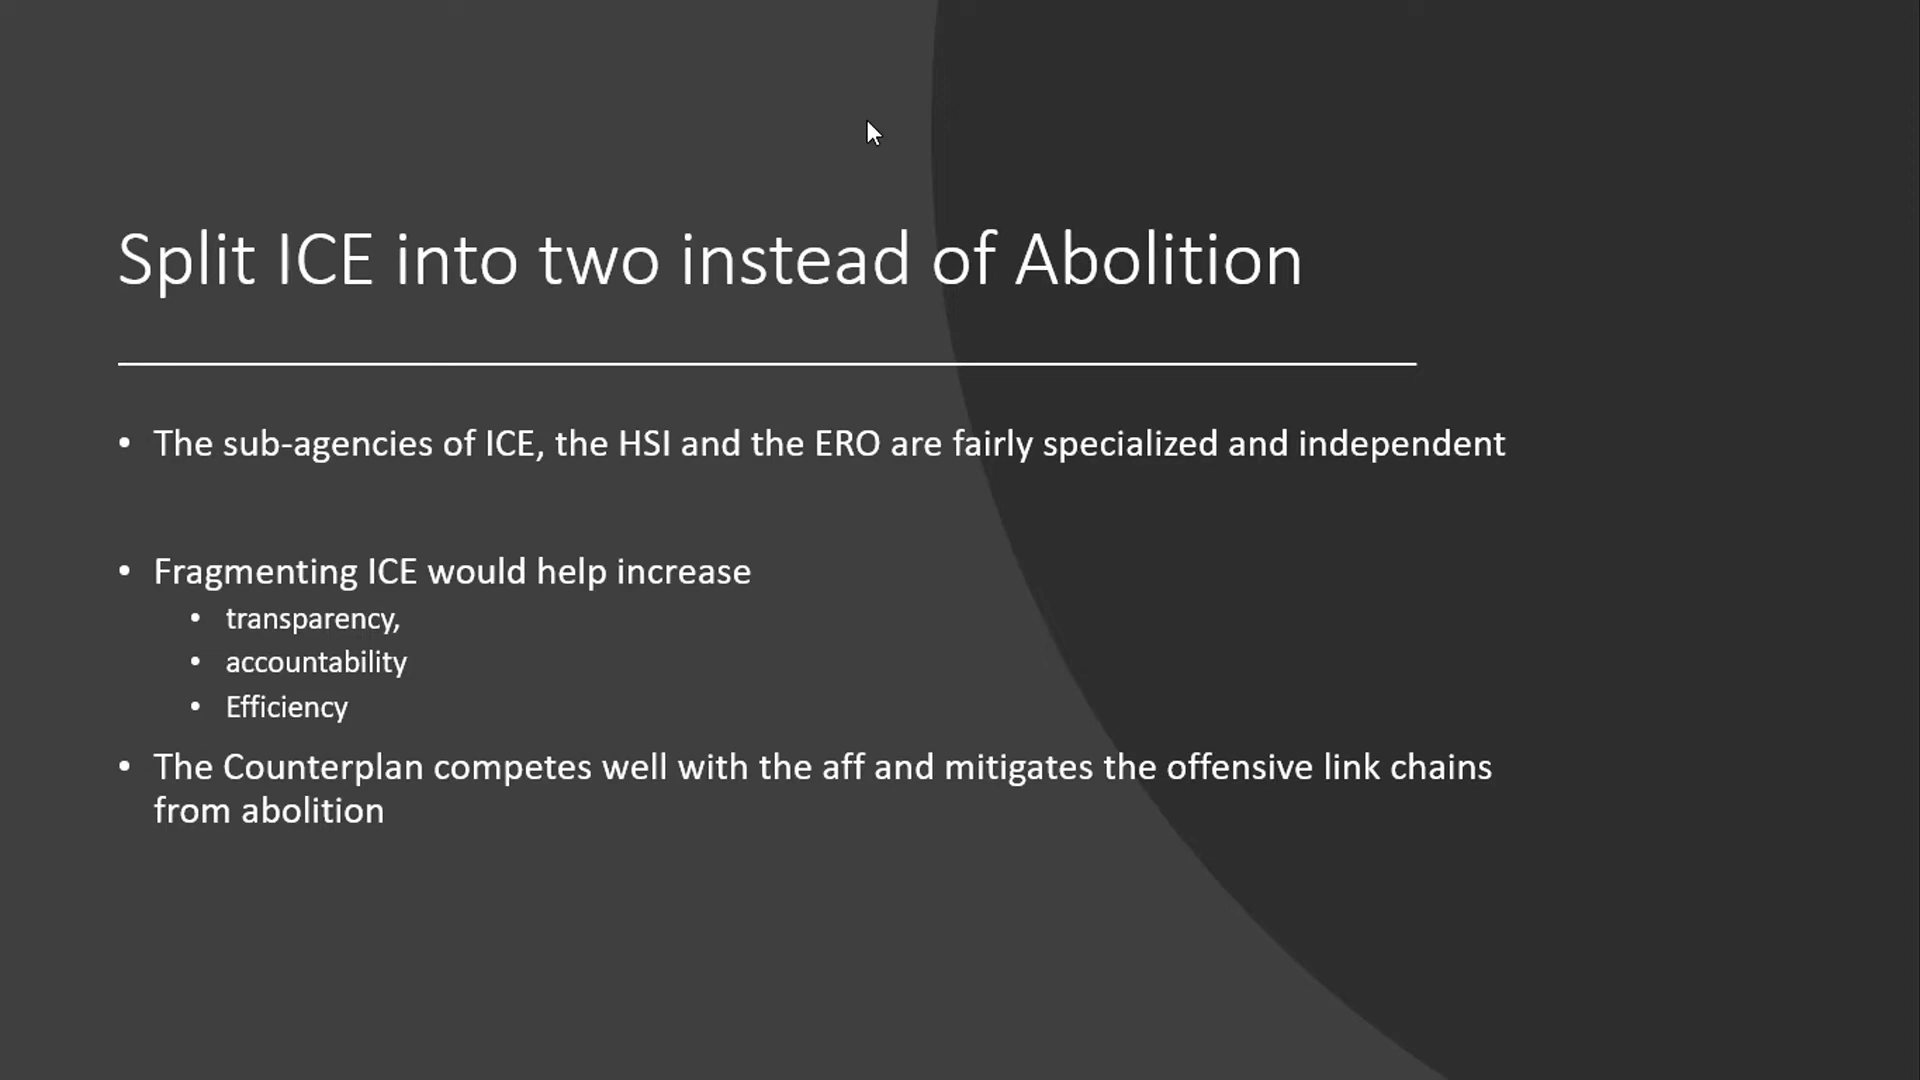 Split ICE into two instead of Abolition
• The sub-agencies of ICE, the HSI and the ERO are fairly specialized and independent
• Fragmenting ICE would help increase
• transparency,
• accountability
• Efficiency
• The Counterplan competes well with the aff and mitigates the offensive link chains
from abolition